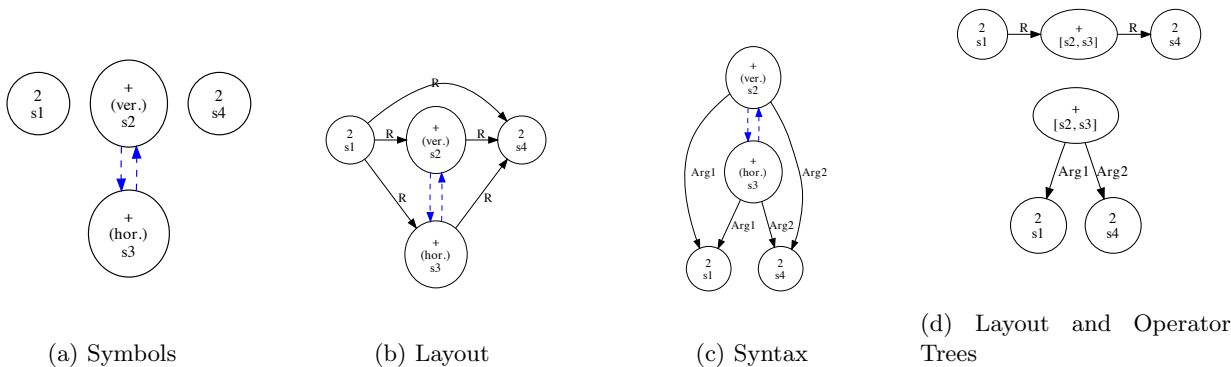 2
s1
+
(ver.)
s2
2
s4
+
(hor.)
s3
(a) Symbols
R
2
s1
R
+
(ver.)
s2
R
2
s4
R
R
+
(hor.)
s3
(b) Layout
+
(ver.)
s2
Arg1
+
(hor.)
s3
Arg2
Arg1
Arg2
2
s1
2
s4
(c) Syntax
2
s1
R
+
[s2, s3]
R
2
s4
+
[s2, s3]
Arg1
Arg2
2
s1
2
s4
(d) Layout and Operator
Trees